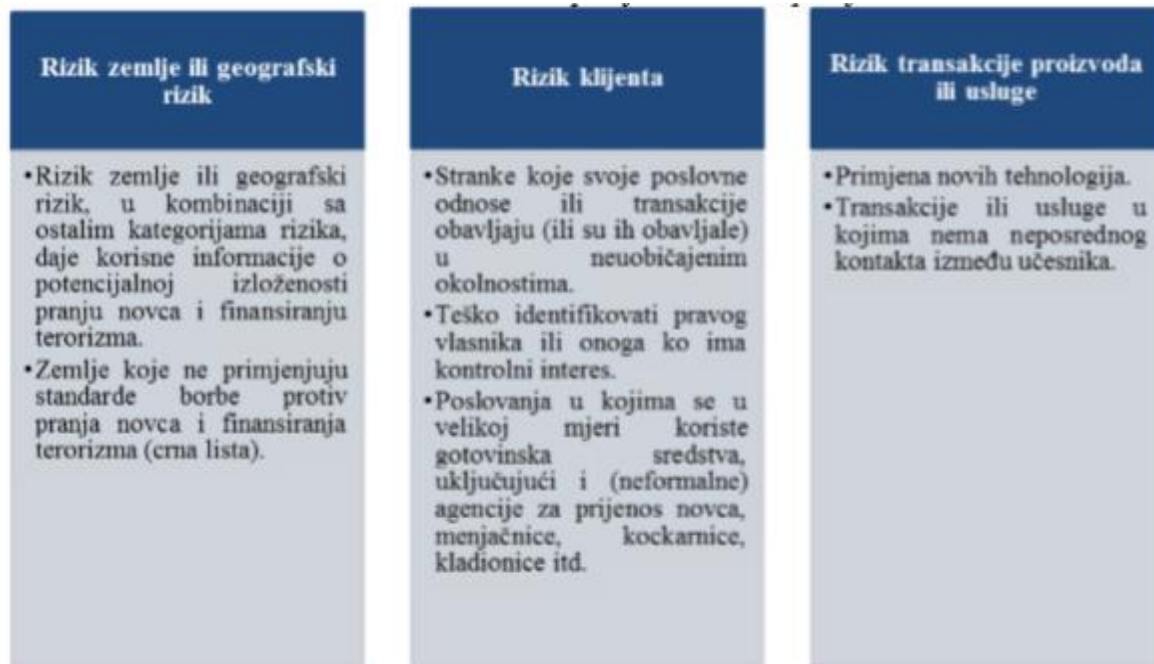 Rizik zemlje ili geografski
rizik
•Rizik zemlje ili geografski
rizik, u kombinaciji sa
ostalim kategorijama rizika,
daje korisne informacije o
potencijalnoj izloženosti
pranju novca i finansiranju
terorizma.
•Zemlje koje ne primjenjuju
standarde borbe protiv
pranja novca i finansiranja
terorizma (crna lista).
Rizik klijenta
•Stranke koje svoje poslovne
odnose ili transakcije
obavljaju (ili su ih obavljale)
u neuobičajenim
okolnostima.
•Teško identifikovati pravog
vlasnika ili onoga ko ima
kontrolni interes.
•Poslovanja u kojima se u
velikoj mjeri koriste
gotovinska sredstva,
uključujući i (neformalne)
agencije za prijenos novca,
menjačnice, kockarnice,
kladionice itd.
Rizik transakcije proizvoda
ili usluge
•Primjena novih tehnologija.
•Transakcije ili usluge u
kojima nema neposrednog
kontakta između učesnika.